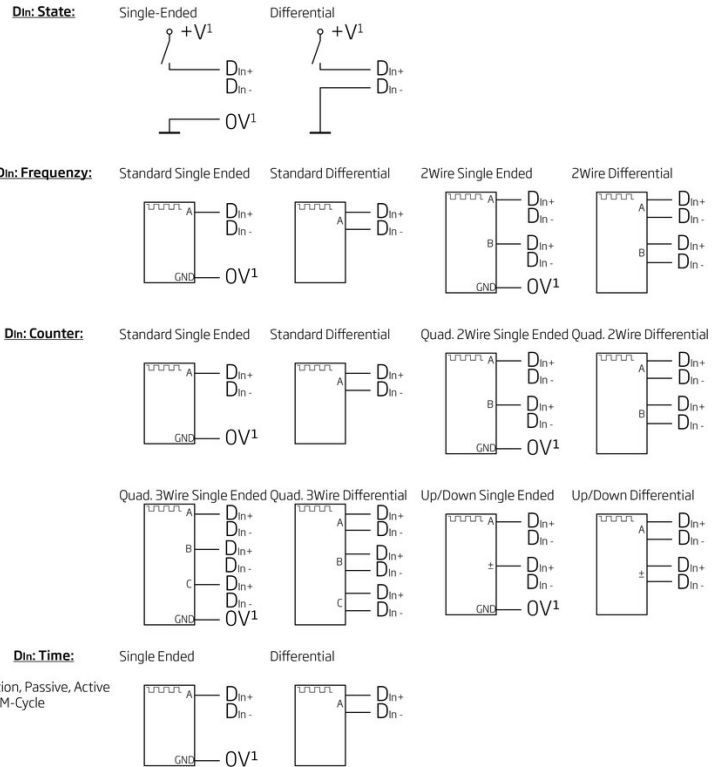 DIn: State:
Single-Ended
Differential
+V1
+V1
DIn+
DIn -
DIn+
DIn -
0V1
DIn: Frequenzy:
Standard Single Ended
Standard Differential
2Wire Single Ended
2Wire Differential
A
DIn+
DIn -
GND
0V1
A
DIn+
DIn -
A
DIn+
DIn -
B
DIn+
DIn -
GND
0V1
A
DIn+
DIn -
B
DIn+
DIn -
DIn: Counter:
Standard Single Ended
Standard Differential
Quad. 2Wire Single Ended
Quad. 2Wire Differential
A
DIn+
DIn -
GND
0V1
A
DIn+
DIn -
A
DIn+
DIn -
B
DIn+
DIn -
GND
0V1
A
DIn+
DIn -
B
DIn+
DIn -
Quad. 3Wire Single Ended
Quad. 3Wire Differential
Up/Down Single Ended
Up/Down Differential
A
DIn+
DIn -
B
DIn+
DIn -
C
DIn+
DIn -
GND
0V1
A
DIn+
DIn -
B
DIn+
DIn -
C
DIn+
DIn -
A
DIn+
DIn -
±
DIn+
DIn -
GND
0V1
A
DIn+
DIn -
±
DIn+
DIn -
DIn: Time:
Single Ended
Differential
tion, Passive, Active
M-Cycle
A
DIn+
DIn -
GND
0V1
A
DIn+
DIn -